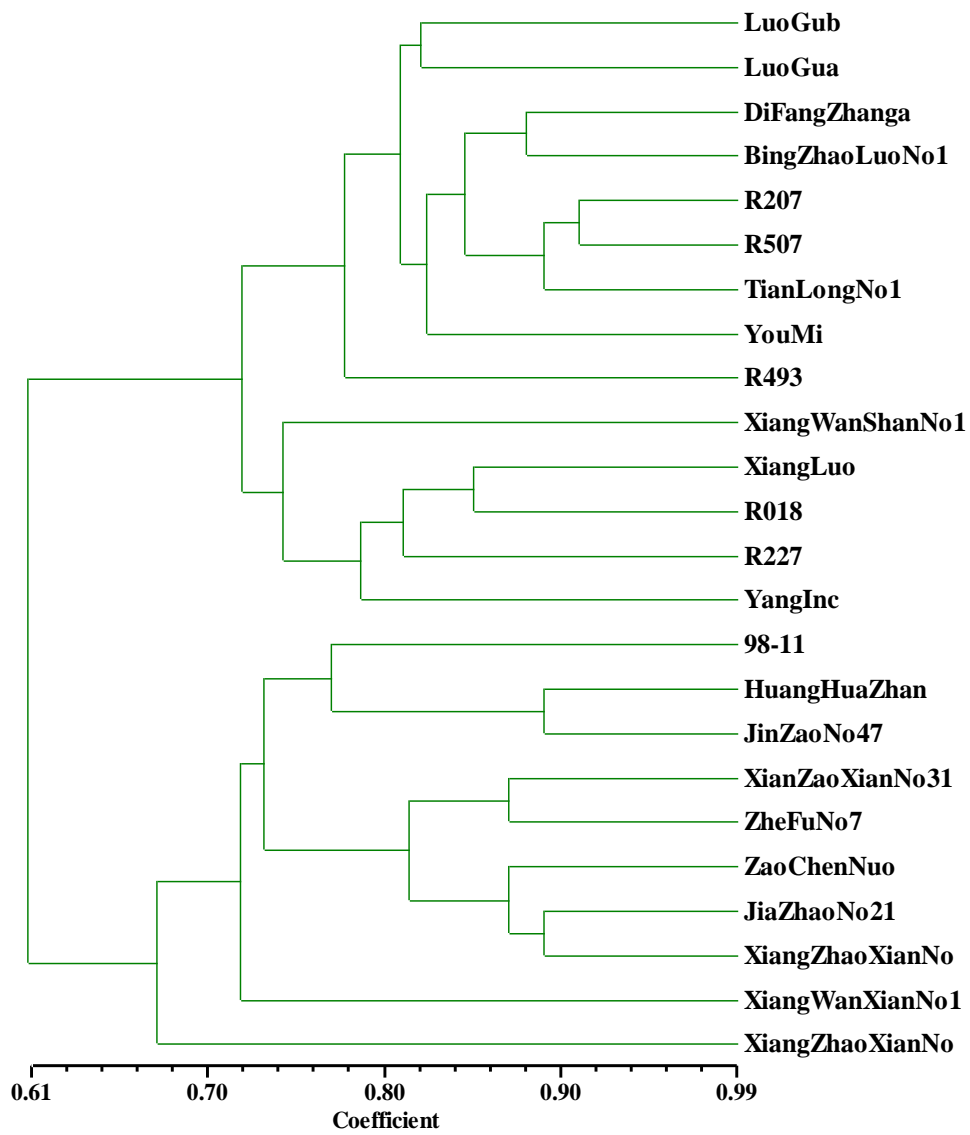 LuoGub
LuoGua
DiFangZhanga
BingZhaoLuoNo1
R207
R507
TianLongNo1
YouMi
R493
XiangWanShanNo1
XiangLuo
R018
R227
YangInc
98-11
HuangHuaZhan
JinZaoNo47
XianZaoXianNo31
ZheFuNo7
ZaoChenNuo
JiaZhaoNo21
XiangZhaoXianNo
XiangWanXianNo1
XiangZhaoXianNo
0.61 0.70 0.80 0.90 0.99
Coefficient